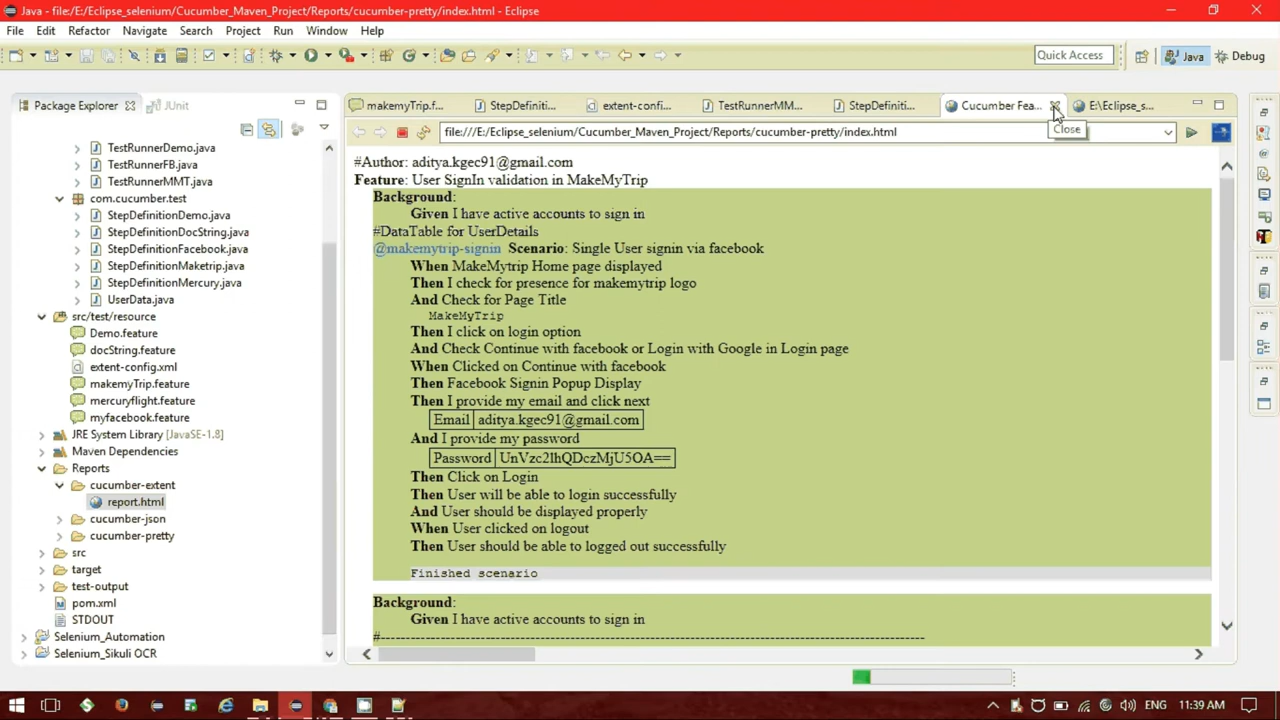 Java - file:/E:/Eclipse_selenium/Cucumber_Maven_Project/Reports/cucumber-pretty/index.html - Eclipse
File Edit Refactor Navigate Search Project Run Window Help
Quick Access Java Debug
Package Explorer JUnit
makemyTrip.f... StepDefiniti... extent-confi... TestRunnerMM... StepDefiniti... Cucumber Fea... E:\Eclipse_s...
file:///E:/Eclipse_selenium/Cucumber_Maven_Project/Reports/cucumber-pretty/index.html
Close
TestRunnerDemo.java
TestRunnerFB.java
TestRunnerMMT.java
com.cucumber.test
StepDefinitionDemo.java
StepDefinitionDocString.java
StepDefinitionFacebook.java
StepDefinitionMaketrip.java
StepDefinitionMercury.java
UserData.java
src/test/resource
Demo.feature
docString.feature
extent-config.xml
makemyTrip.feature
mercuryflight.feature
myfacebook.feature
JRE System Library [JavaSE-1.8]
Maven Dependencies
Reports
cucumber-extent
report.html
cucumber-json
cucumber-pretty
src
target
test-output
pom.xml
STDOUT
Selenium_Automation
Selenium_Sikuli OCR
#Author: aditya.kgec91@gmail.com
Feature: User SignIn validation in MakeMyTrip
Background:
Given I have active accounts to sign in
#DataTable for UserDetails
@makemytrip-signin Scenario: Single User signin via facebook
When MakeMytrip Home page displayed
Then I check for presence for makemytrip logo
And Check for Page Title
MakeMyTrip
Then I click on login option
And Check Continue with facebook or Login with Google in Login page
When Clicked on Continue with facebook
Then Facebook Signin Popup Display
Then I provide my email and click next
Email aditya.kgec91@gmail.com
And I provide my password
Password UnVzc2lhQDczMjU5OA==
Then Click on Login
Then User will be able to login successfully
And User should be displayed properly
When User clicked on logout
Then User should be able to logged out successfully
Finished scenario
Background:
Given I have active accounts to sign in
ENG 11:39 AM